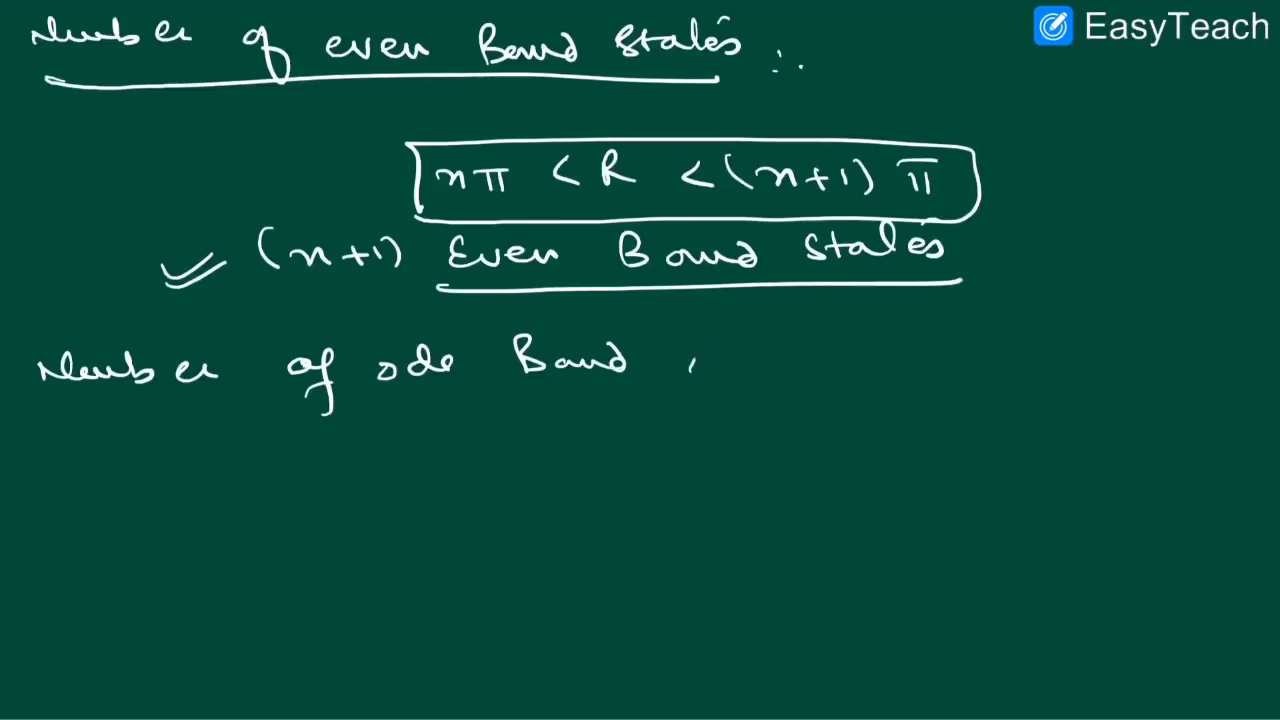 Number of even Bound states :.
EasyTeach
nπ < R < (n+1) π
(n+1) Even Bound states
Number of odd Bound